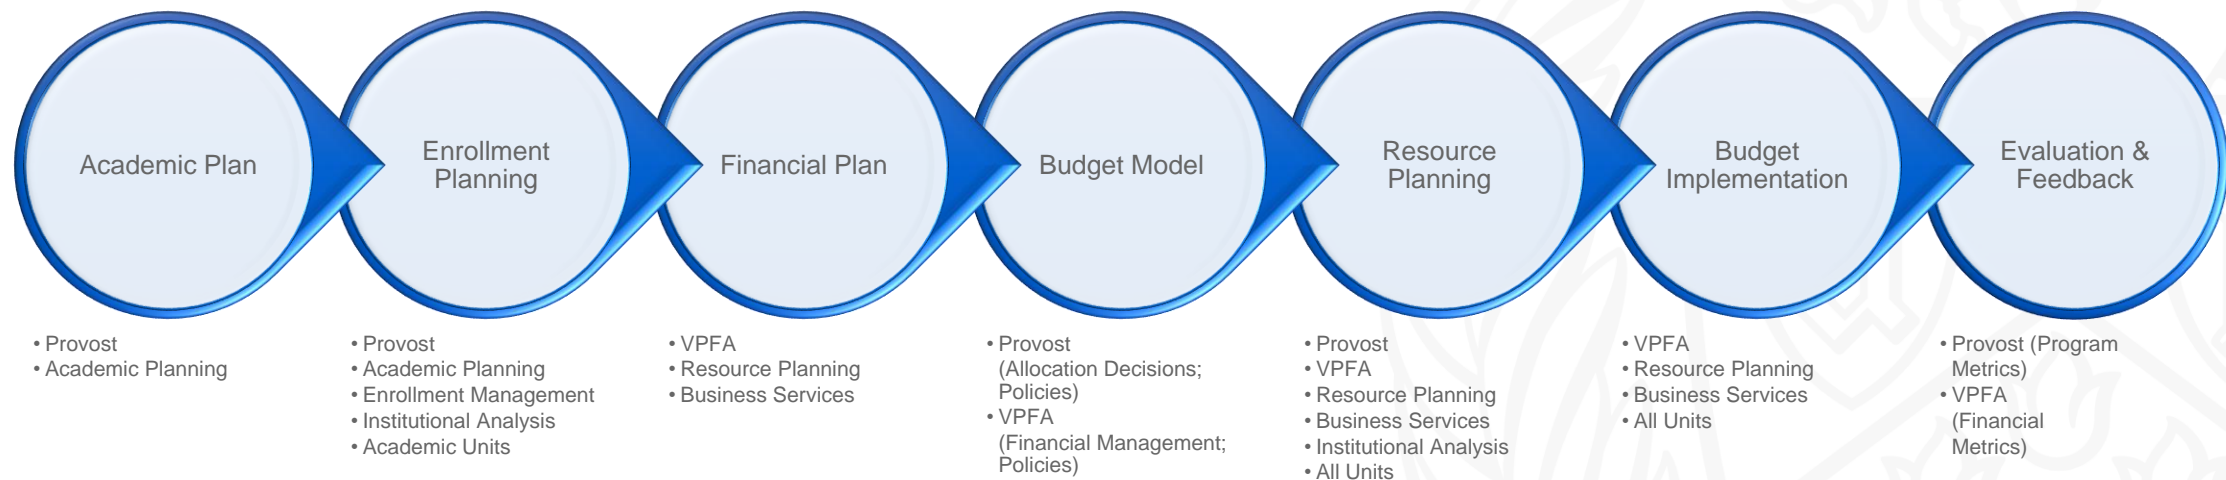 Academic Plan
• Provost
• Academic Planning
Enrollment
Planning
• Provost
• Academic Planning
• Enrollment Management
• Institutional Analysis
• Academic Units
Financial Plan
• VPFA
• Resource Planning
• Business Services
Budget Model
• Provost
(Allocation Decisions;
Policies)
• VPFA
(Financial Management;
Policies)
Resource
Planning
• Provost
• VPFA
• Resource Planning
• Business Services
• Institutional Analysis
• All Units
Budget
Implementation
• VPFA
• Resource Planning
• Business Services
• All Units
Evaluation &
Feedback
• Provost (Program
Metrics)
• VPFA
(Financial
Metrics)